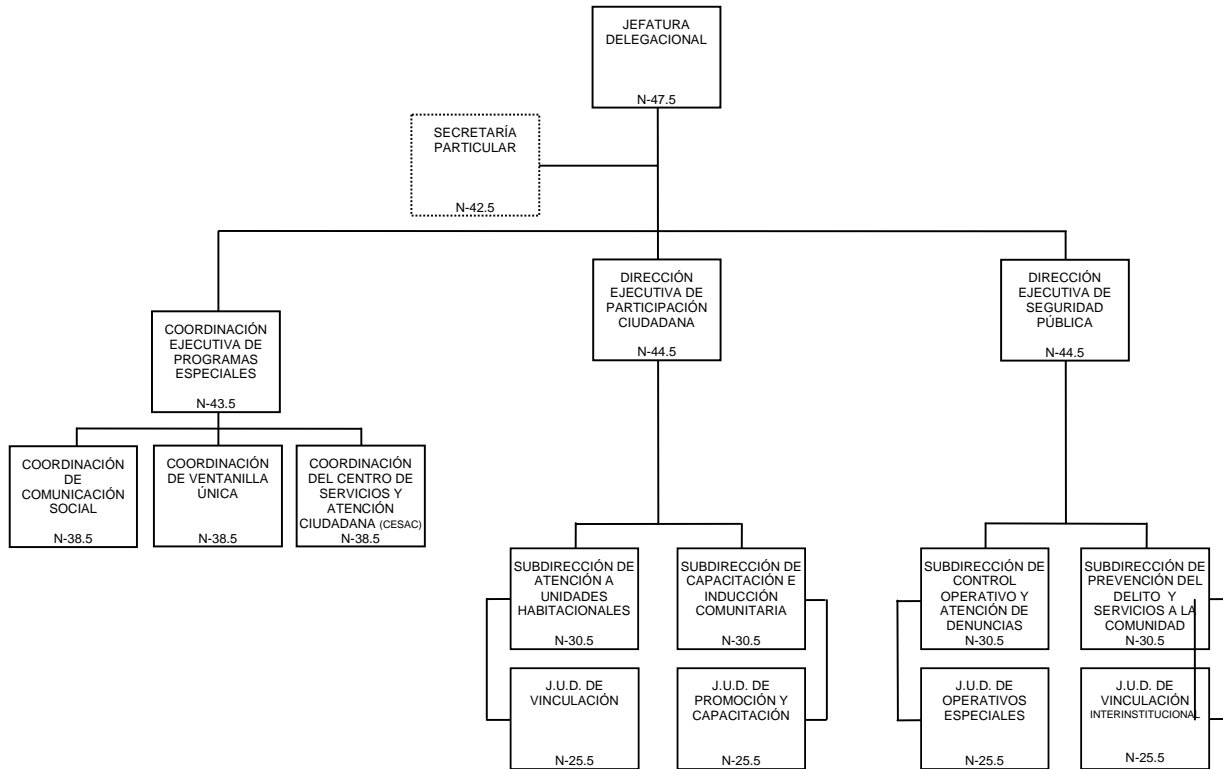 JEFATURA
DELEGACIONAL
N-47.5
SECRETARÍA
PARTICULAR
N-42.5
COORDINACIÓN
EJECUTIVA DE
PROGRAMAS
ESPECIALES
N-43.5
DIRECCIÓN
EJECUTIVA DE
PARTICIPACIÓN
CIUDADANA
N-44.5
DIRECCIÓN
EJECUTIVA DE
SEGURIDAD
PÚBLICA
N-44.5
COORDINACIÓN
DE
COMUNICACIÓN
SOCIAL
N-38.5
COORDINACIÓN
DE VENTANILLA
ÚNICA
N-38.5
COORDINACIÓN
DEL CENTRO DE
SERVICIOS Y
ATENCIÓN
CIUDADANA (CESAC)
N-38.5
SUBDIRECCIÓN DE
ATENCIÓN A
UNIDADES
HABITACIONALES
N-30.5
SUBDIRECCIÓN DE
CAPACITACIÓN E
INDUCCIÓN
COMUNITARIA
N-30.5
SUBDIRECCIÓN DE
CONTROL
OPERATIVO Y
ATENCIÓN DE
DENUNCIAS
N-30.5
SUBDIRECCIÓN DE
PREVENCIÓN DEL
DELITO Y
SERVICIOS A LA
COMUNIDAD
N-30.5
J.U.D. DE
VINCULACIÓN
N-25.5
J.U.D. DE
PROMOCIÓN Y
CAPACITACIÓN
N-25.5
J.U.D. DE
OPERATIVOS
ESPECIALES
N-25.5
J.U.D. DE
VINCULACIÓN
INTERINSTITUCIONAL
N-25.5